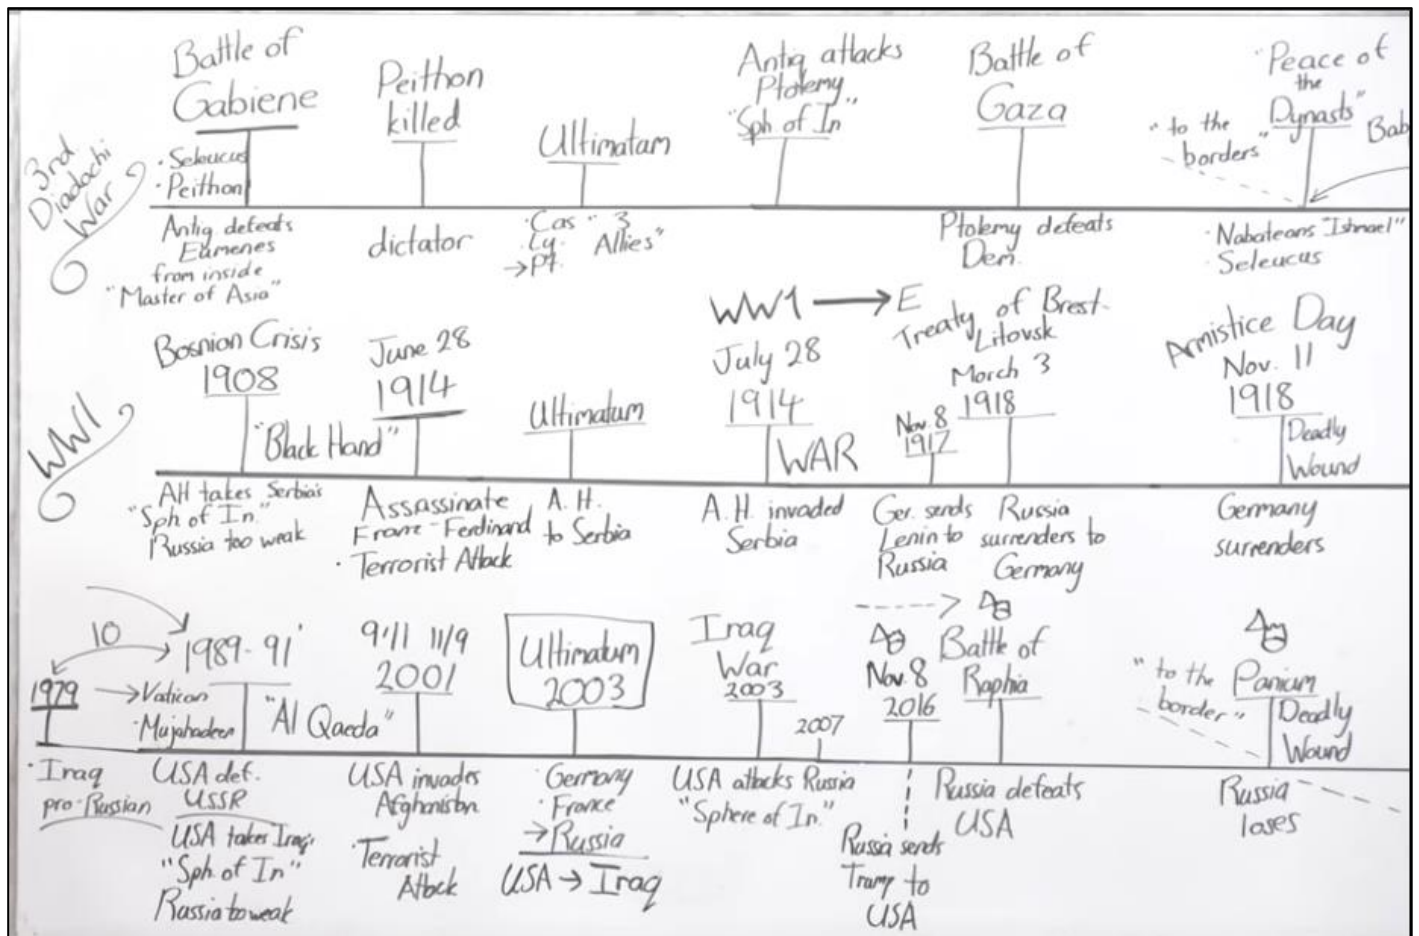 3rd
Diadochi
War
Battle of
Gabiene
· Seleucus
· Peithon
Antiq defeats
Eumenes
from inside
"Master of Asia"
Peithon
killed
dictator
Ultimatam
· Cas " 3
Ly. Allies"
→ Pt.
Antiq attacks
Ptolemy
"Sph of In"
Battle of
Gaza
Ptolemy defeats
Dem.
"to the
borders"
"Peace of
the
Dynasts"
Bab
· Nabateans "Ishmael"
· Seleucus
WW1
Bosnion Crisis
1908
"Black Hand"
AH takes Serbia's
"Sph of In."
Russia too weak
June 28
1914
Assassinate
Franz-Ferdinand
· Terrorist Attack
Ultimatum
A. H.
to Serbia
WW1 → E
July 28
1914
WAR
A. H. invaded
Serbia
Nov. 8
1917
Ger. sends
Lenin to
Russia
Treaty of Brest-
Litovsk
March 3
1918
Russia
surrenders to
Germany
Armistice Day
Nov. 11
1918
Deadly
Wound
Germany
surrenders
10
1979
· Iraq
pro-Russian
1989-91'
→ Vatican
· Mujahadeen
"Al Qaeda"
USA def.
USSR
USA takes Iraq.
"Sph. of In"
Russia to weak
9·11 11/9
2001
USA invades
Afghanistan
· Terrorist
Attack
Ultimatum
2003
· Germany
· France
→ Russia
USA → Iraq
Iraq
War
2003
2007
USA attacks Russia
"Sphere of In."
Nov. 8
2016
Russia sends
Trump to
USA
Battle of
Raphia
Russia defeats
USA
"to the
border"
Panium
Deadly
Wound
Russia
loses